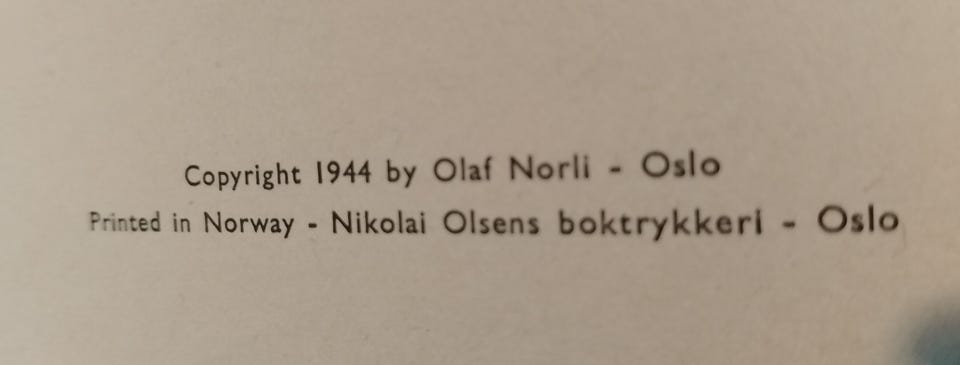 Copyright 1944 by Olaf Norli - Oslo
Printed in Norway - Nikolai Olsens boktrykkeri - Oslo